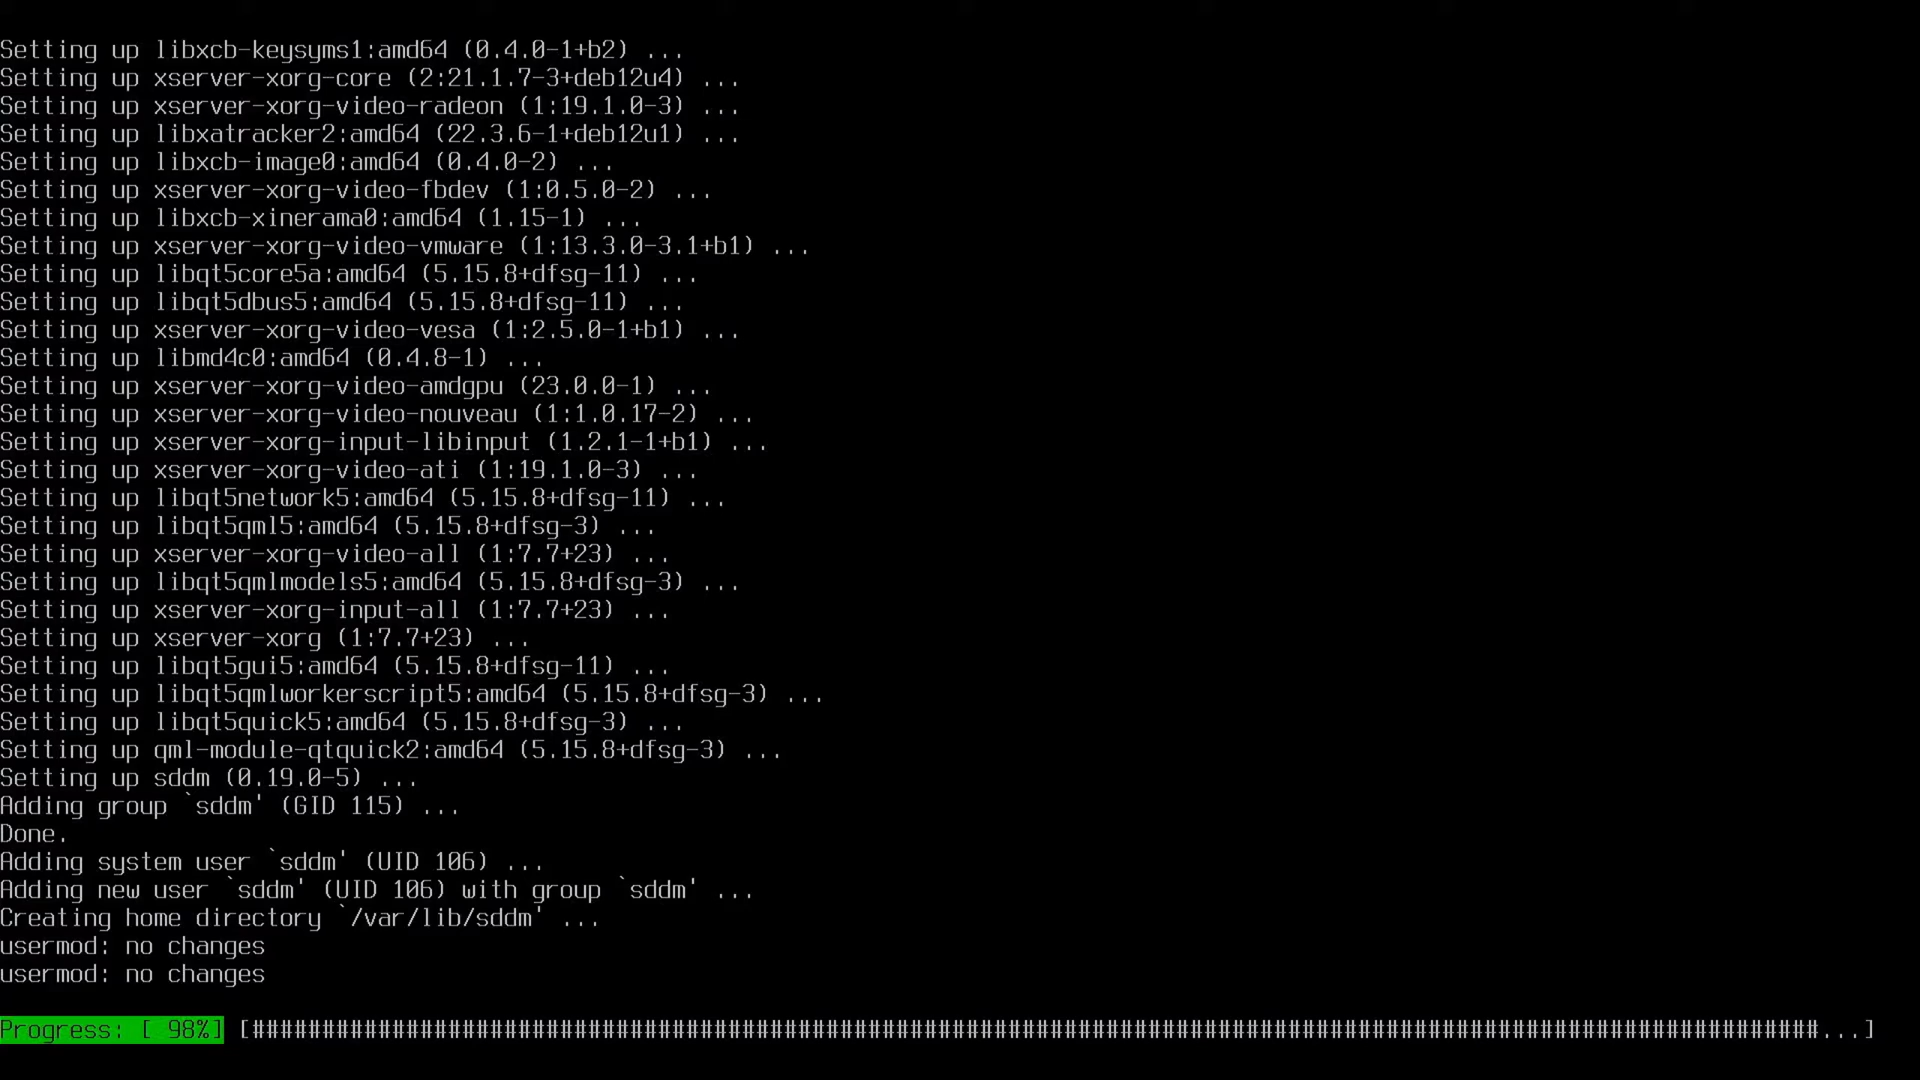 Setting up libxcb-keysyms1:amd64 (0.4.0-1+b2) ...
Setting up xserver-xorg-core (2:21.1.7-3+deb12u4) ...
Setting up xserver-xorg-video-radeon (1:19.1.0-3) ...
Setting up libxatracker2:amd64 (22.3.6-1+deb12u1) ...
Setting up libxcb-image0:amd64 (0.4.0-2) ...
Setting up xserver-xorg-video-fbdev (1:0.5.0-2) ...
Setting up libxcb-xinerama0:amd64 (1.15-1) ...
Setting up xserver-xorg-video-vmware (1:13.3.0-3.1+b1) ...
Setting up libqt5core5a:amd64 (5.15.8+dfsg-11) ...
Setting up libqt5dbus5:amd64 (5.15.8+dfsg-11) ...
Setting up xserver-xorg-video-vesa (1:2.5.0-1+b1) ...
Setting up libmd4c0:amd64 (0.4.8-1) ...
Setting up xserver-xorg-video-amdgpu (23.0.0-1) ...
Setting up xserver-xorg-video-nouveau (1:1.0.17-2) ...
Setting up xserver-xorg-input-libinput (1.2.1-1+b1) ...
Setting up xserver-xorg-video-ati (1:19.1.0-3) ...
Setting up libqt5network5:amd64 (5.15.8+dfsg-11) ...
Setting up libqt5qml5:amd64 (5.15.8+dfsg-3) ...
Setting up xserver-xorg-video-all (1:7.7+23) ...
Setting up libqt5qmlmodels5:amd64 (5.15.8+dfsg-3) ...
Setting up xserver-xorg-input-all (1:7.7+23) ...
Setting up xserver-xorg (1:7.7+23) ...
Setting up libqt5gui5:amd64 (5.15.8+dfsg-11) ...
Setting up libqt5qmlworkerscript5:amd64 (5.15.8+dfsg-3) ...
Setting up libqt5quick5:amd64 (5.15.8+dfsg-3) ...
Setting up qml-module-qtquick2:amd64 (5.15.8+dfsg-3) ...
Setting up sddm (0.19.0-5) ...
Adding group `sddm' (GID 115) ...
Done.
Adding system user `sddm' (UID 106) ...
Adding new user `sddm' (UID 106) with group `sddm' ...
Creating home directory `/var/lib/sddm' ...
usermod: no changes
usermod: no changes
Progress: [ 98%] [################################################################################################################...]